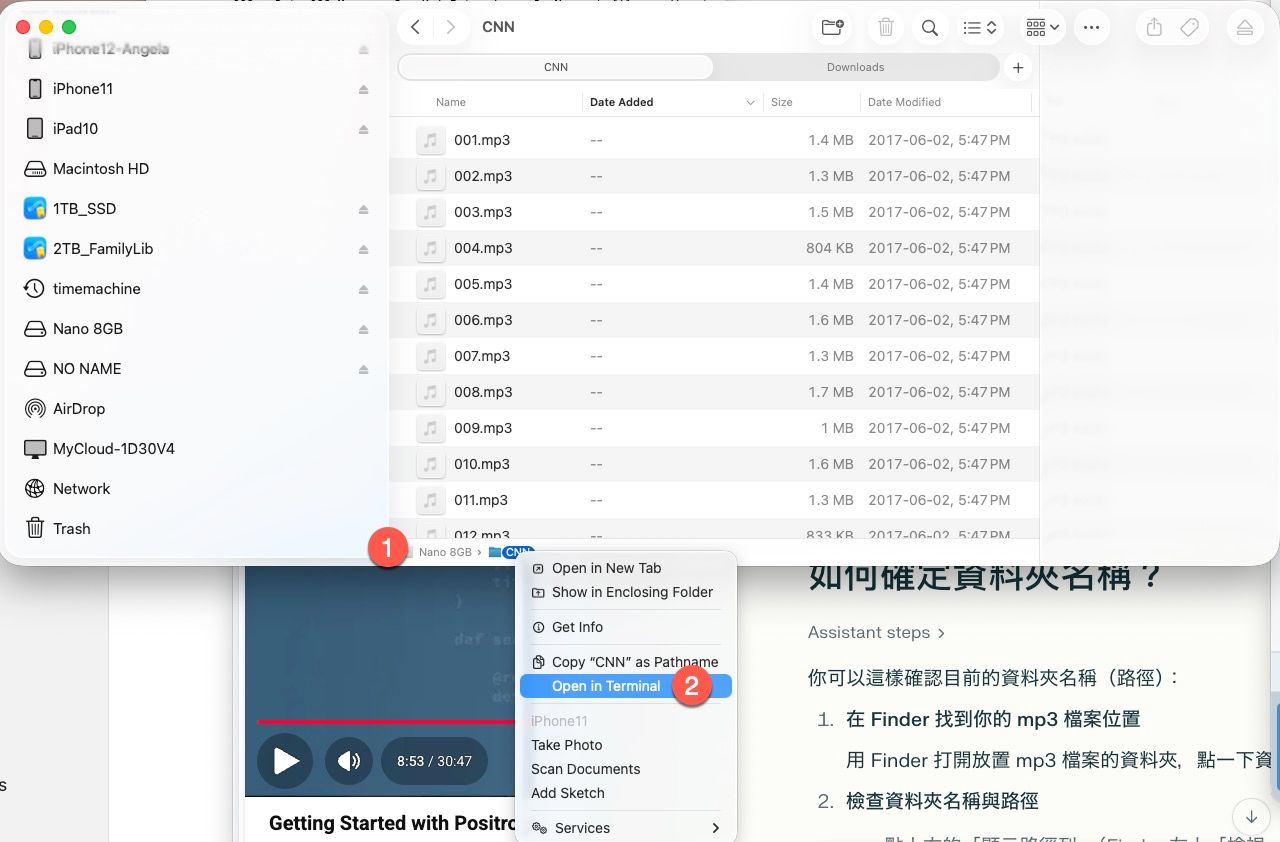 iPhone12-Angela
iPhone11
iPad10
Macintosh HD
1TB_SSD
2TB_FamilyLib
timemachine
Nano 8GB
NO NAME
AirDrop
MyCloud-1D30V4
Network
Trash
CNN
CNN
Downloads
Name Date Added Size Date Modified
001.mp3 -- 1.4 MB 2017-06-02, 5:47 PM
002.mp3 -- 1.3 MB 2017-06-02, 5:47 PM
003.mp3 -- 1.5 MB 2017-06-02, 5:47 PM
004.mp3 -- 804 KB 2017-06-02, 5:47 PM
005.mp3 -- 1.4 MB 2017-06-02, 5:47 PM
006.mp3 -- 1.6 MB 2017-06-02, 5:47 PM
007.mp3 -- 1.3 MB 2017-06-02, 5:47 PM
008.mp3 -- 1.7 MB 2017-06-02, 5:47 PM
009.mp3 -- 1 MB 2017-06-02, 5:47 PM
010.mp3 -- 1.6 MB 2017-06-02, 5:47 PM
011.mp3 -- 1.3 MB 2017-06-02, 5:47 PM
012.mp3 -- 833 KB 2017-06-02, 5:47 PM
1
Nano 8GB › CNN
Open in New Tab
Show in Enclosing Folder
Get Info
Copy “CNN” as Pathname
Open in Terminal
2
iPhone11
Take Photo
Scan Documents
Add Sketch
Services
8:53 / 30:47
Getting Started with Positro
如何確定資料夾名稱？
Assistant steps
你可以這樣確認目前的資料夾名稱（路徑）：
1. 在 Finder 找到你的 mp3 檔案位置
用 Finder 打開放置 mp3 檔案的資料夾，點一下資
2. 檢查資料夾名稱與路徑